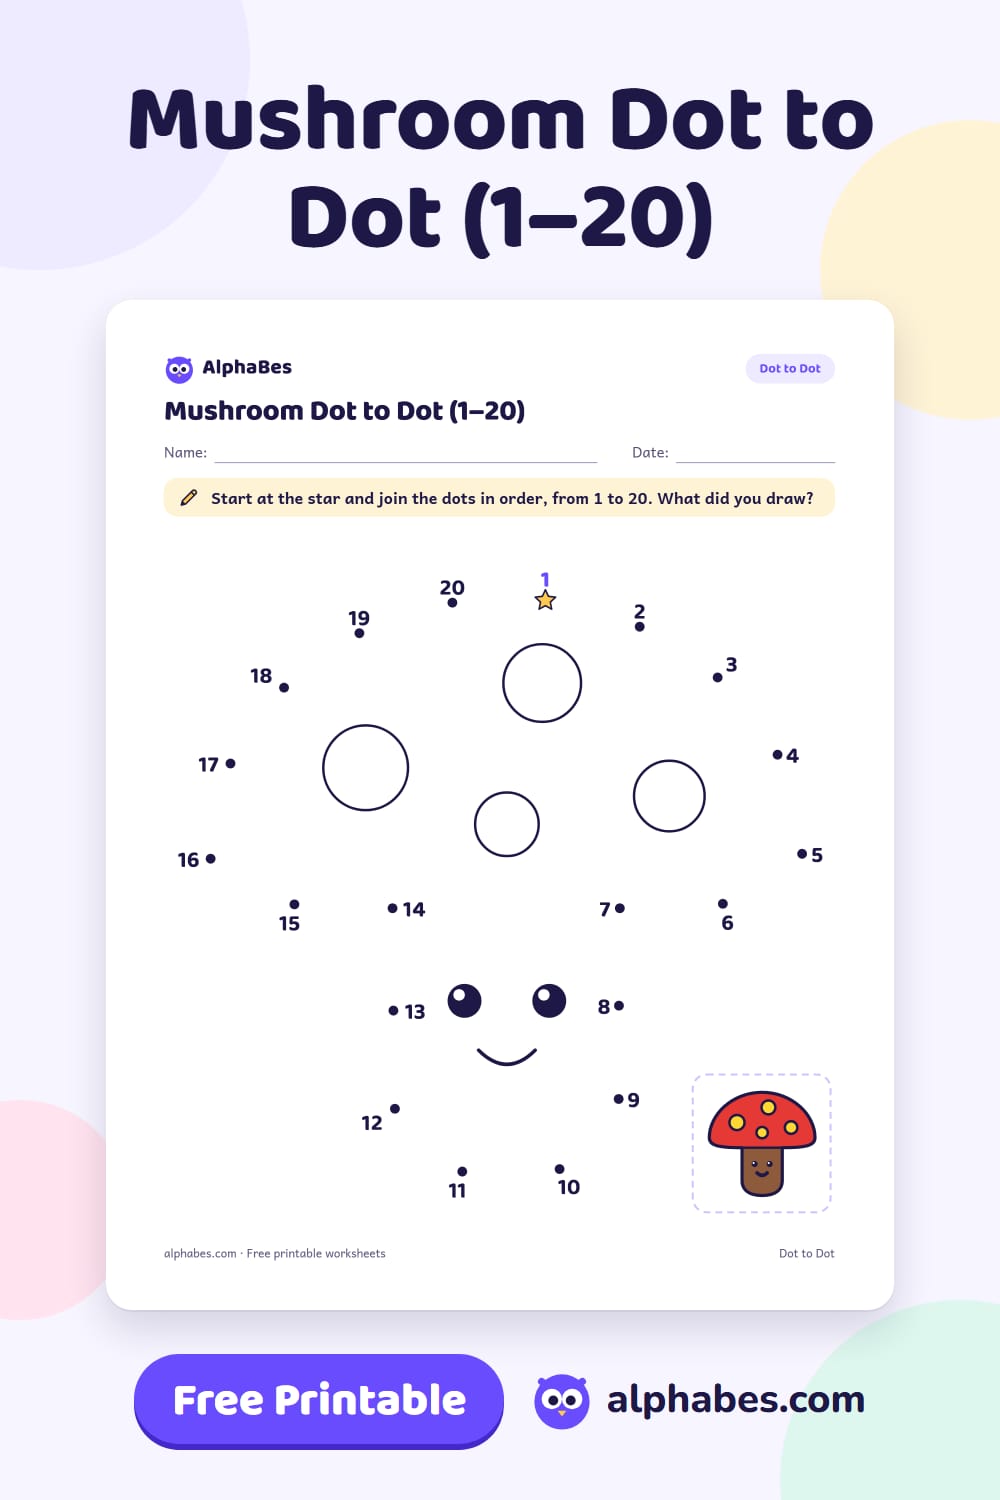 Mushroom Dot to
Dot (1–20)
AlphaBes
Dot to Dot
Mushroom Dot to Dot (1–20)
Name:
Date:
Start at the star and join the dots in order, from 1 to 20. What did you draw?
1
20
2
19
3
18
4
17
5
16
14
7
15
6
13
8
9
12
10
11
alphabes.com · Free printable worksheets
Dot to Dot
Free Printable
alphabes.com